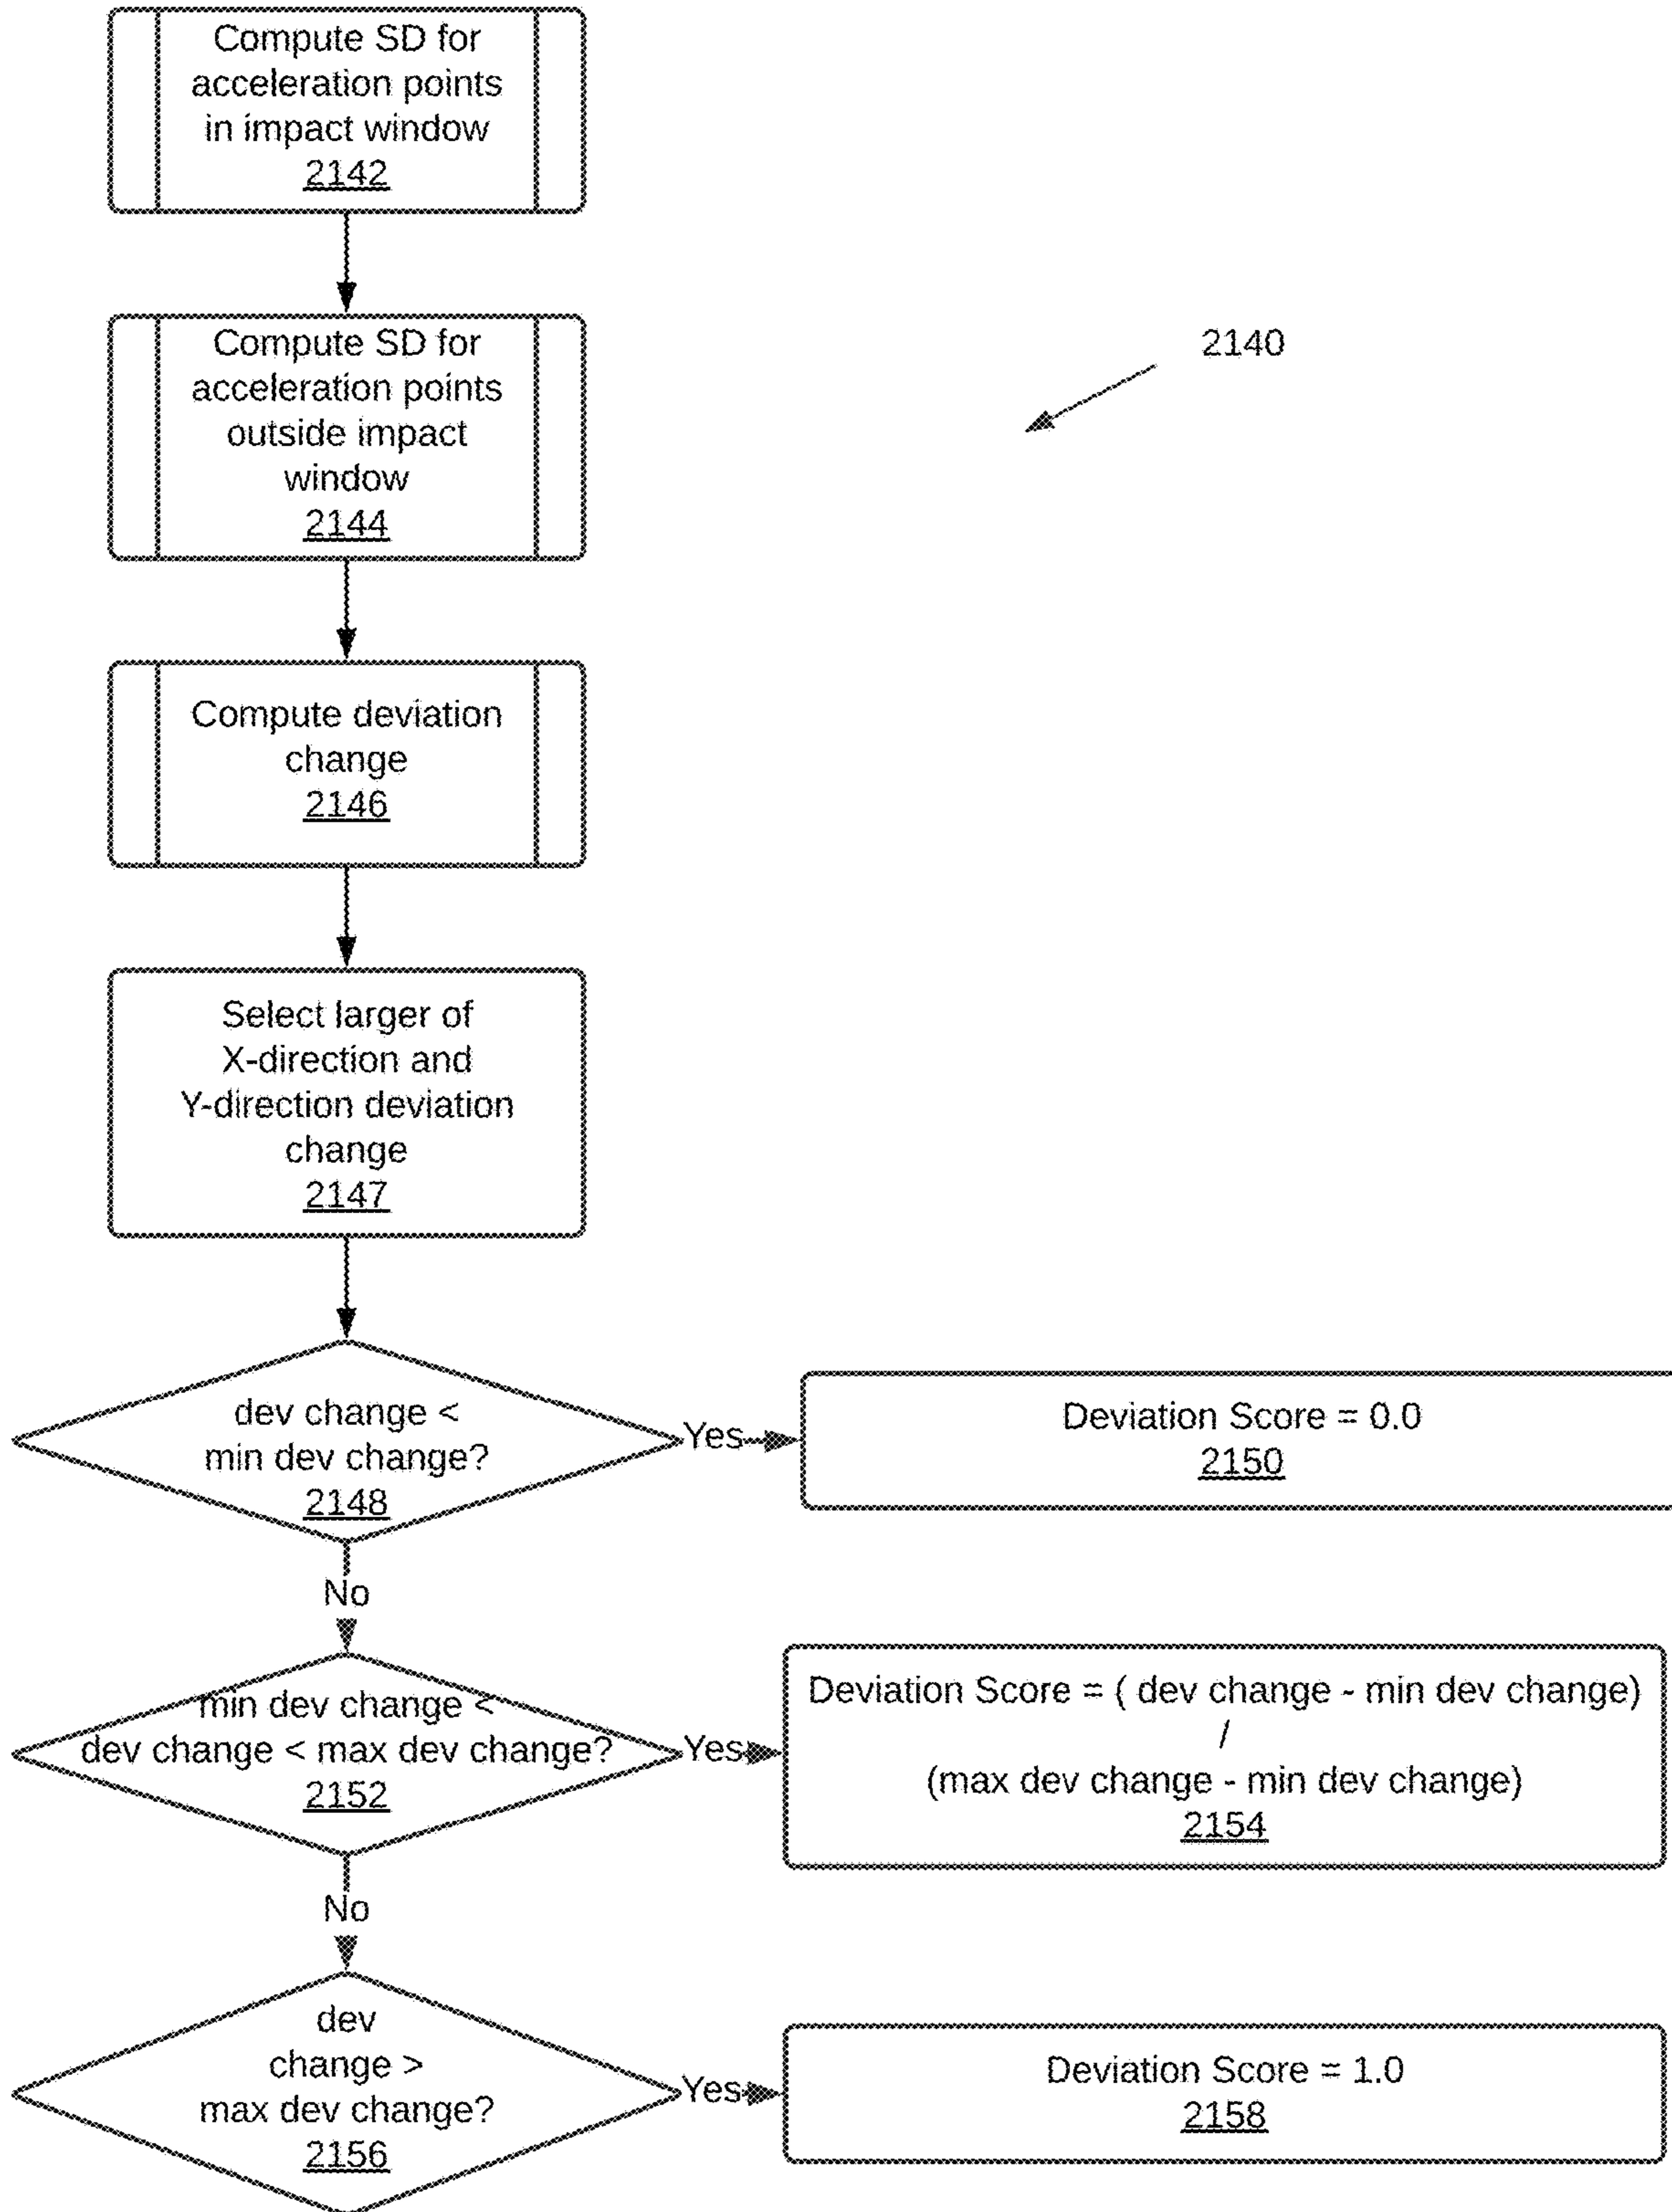 Compute SD for
acceleration points
in impact window
2142
Compute SD for
acceleration points
outside impact
window
2144
2140
Compute deviation
change
2146
Select larger of
X-direction and
Y-direction deviation
change
2147
dev change <
min dev change?
2148
Yes
Deviation Score = 0.0
2150
No
min dev change <
dev change < max dev change?
2152
Yes
Deviation Score = ( dev change - min dev change)
/
(max dev change - min dev change)
2154
No
dev
change >
max dev change?
2156
Yes
Deviation Score = 1.0
2158